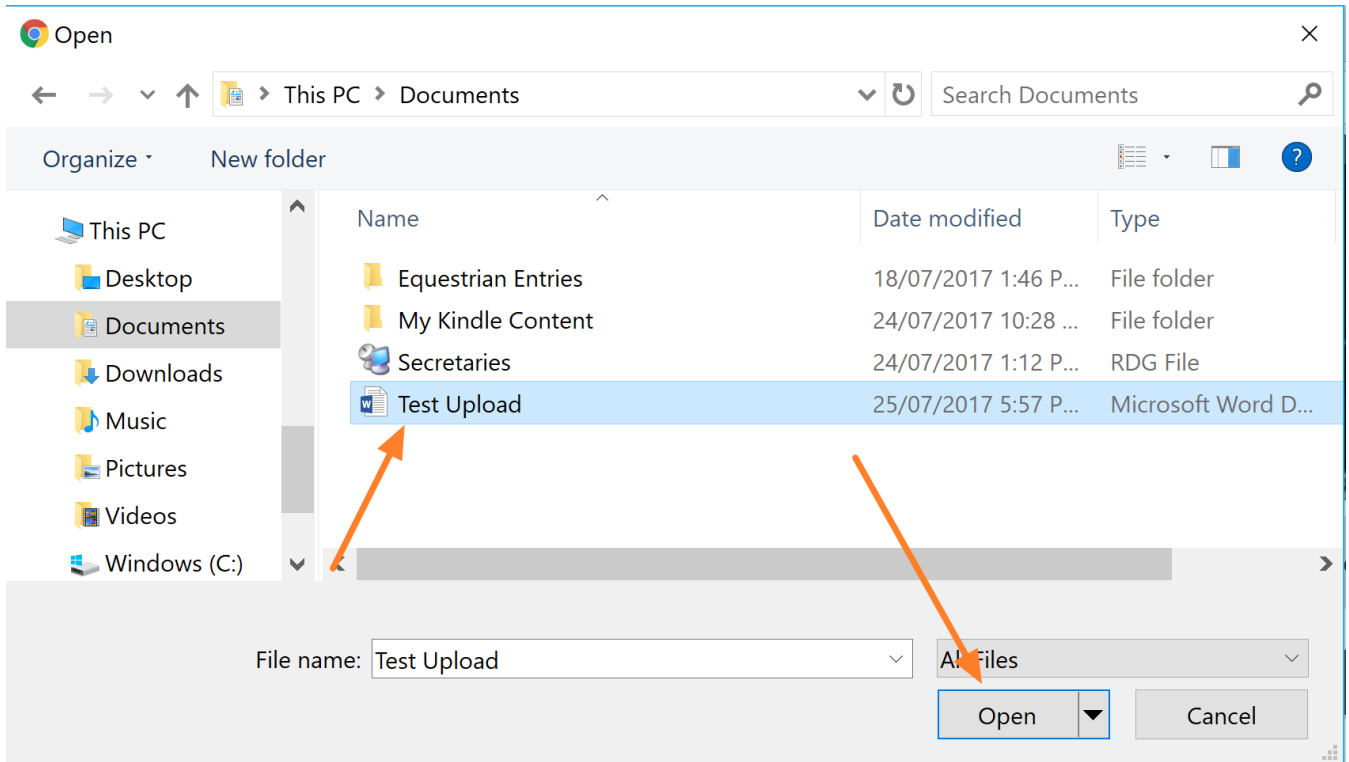 Open
This PC > Documents
Search Documents
Organize
New folder
?
Name
Date modified
Type
This PC
Desktop
Documents
Downloads
Music
Pictures
Videos
Windows (C:)
Equestrian Entries 18/07/2017 1:46 P... File folder
My Kindle Content 24/07/2017 10:28 ... File folder
Secretaries 24/07/2017 1:12 P... RDG File
Test Upload 25/07/2017 5:57 P... Microsoft Word D...
File name: Test Upload
All Files
Open
Cancel